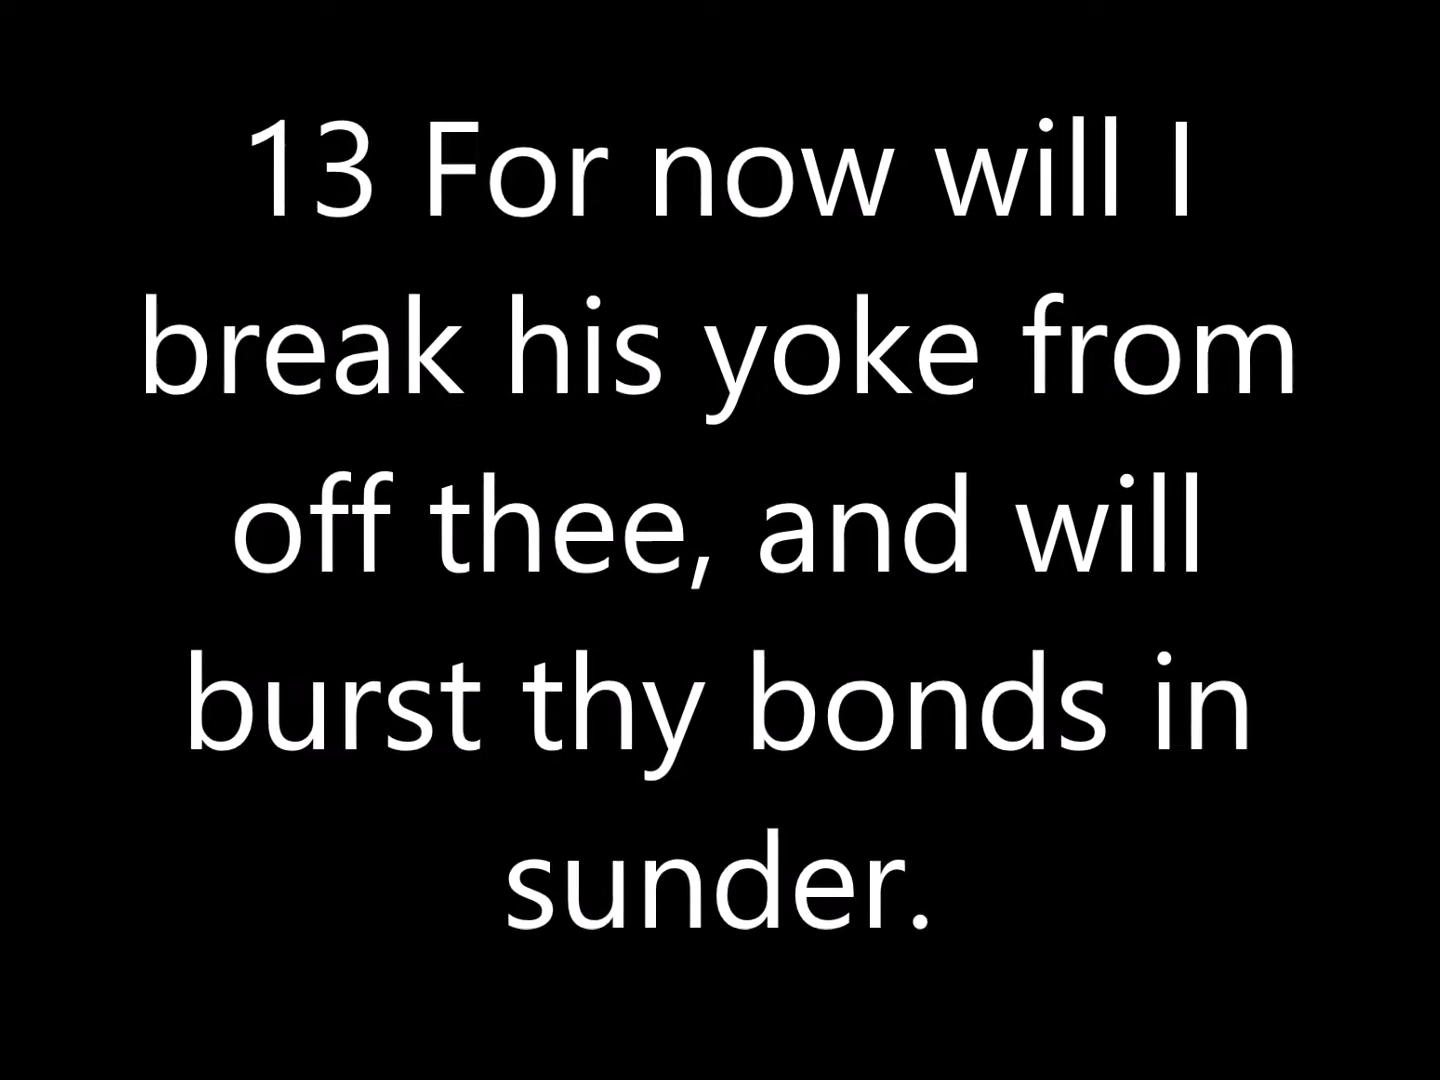 13 For now will I
break his yoke from
off thee, and will
burst thy bonds in
sunder.